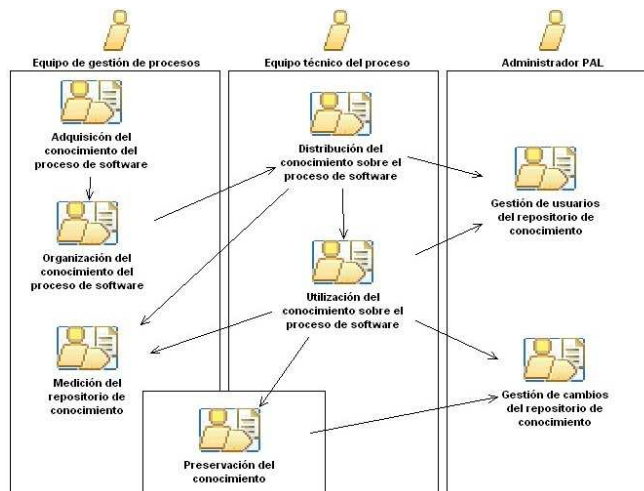 Equipo de gestión de procesos
Equipo técnico del proceso
Administrador PAL
Adquisicón del
conocimiento del
proceso de software
Organización del
conocimiento del
proceso de software
Medición del
repositorio de
conocimiento
Distribución del
conocimiento sobre el
proceso de software
Utilización del
conocimiento sobre el
proceso de software
Preservación del
conocimiento
Gestión de usuarios
del repositorio de
conocimiento
Gestión de cambios
del repositorio de
conocimiento